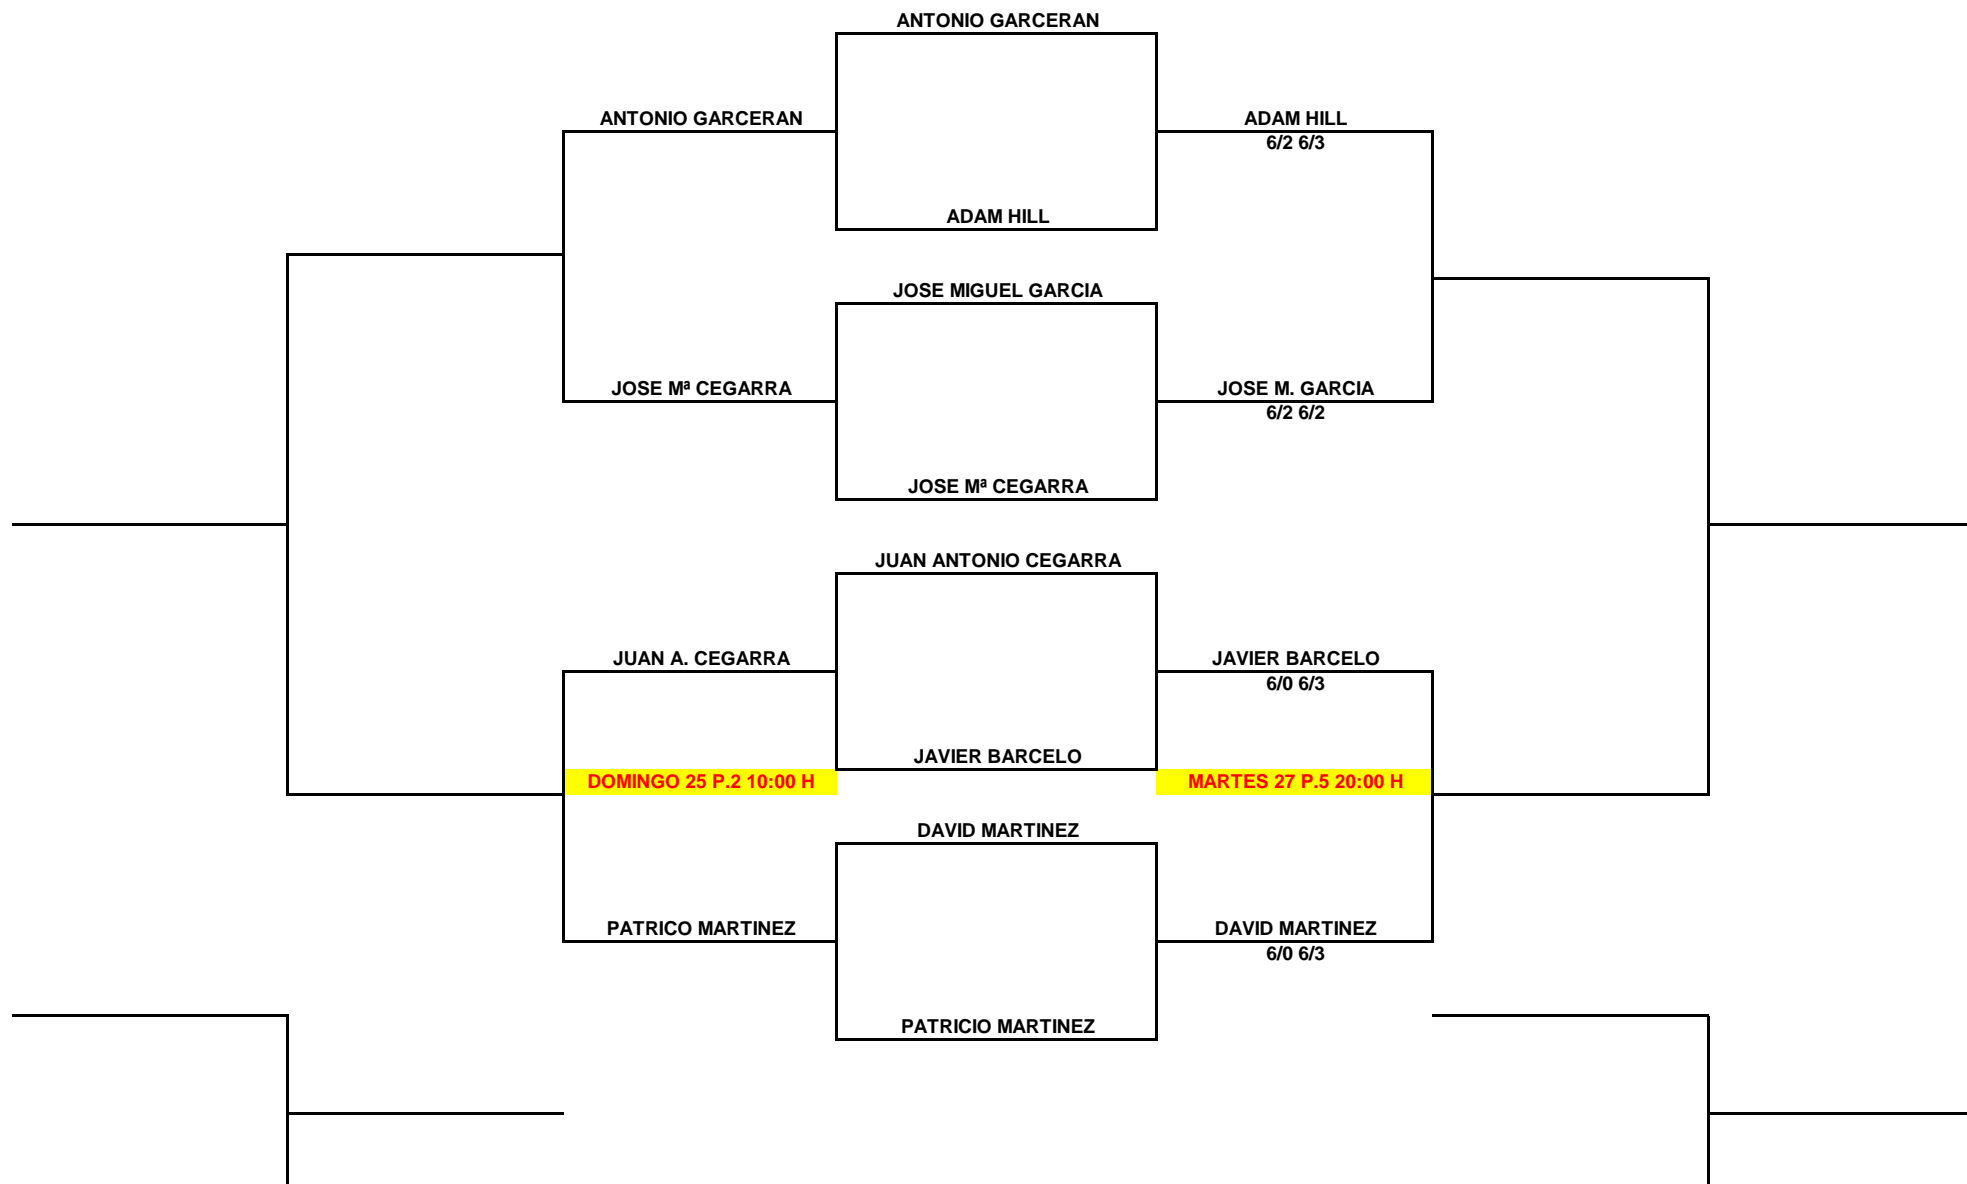 ANTONIO GARCERAN
ANTONIO GARCERAN
ADAM HILL
6/2 6/3
ADAM HILL
JOSE MIGUEL GARCIA
JOSE Mª CEGARRA
JOSE M. GARCIA
6/2 6/2
JOSE Mª CEGARRA
JUAN ANTONIO CEGARRA
JUAN A. CEGARRA
JAVIER BARCELO
6/0 6/3
JAVIER BARCELO
DOMINGO 25 P.2 10:00 H
MARTES 27 P.5 20:00 H
DAVID MARTINEZ
PATRICO MARTINEZ
DAVID MARTINEZ
6/0 6/3
PATRICIO MARTINEZ